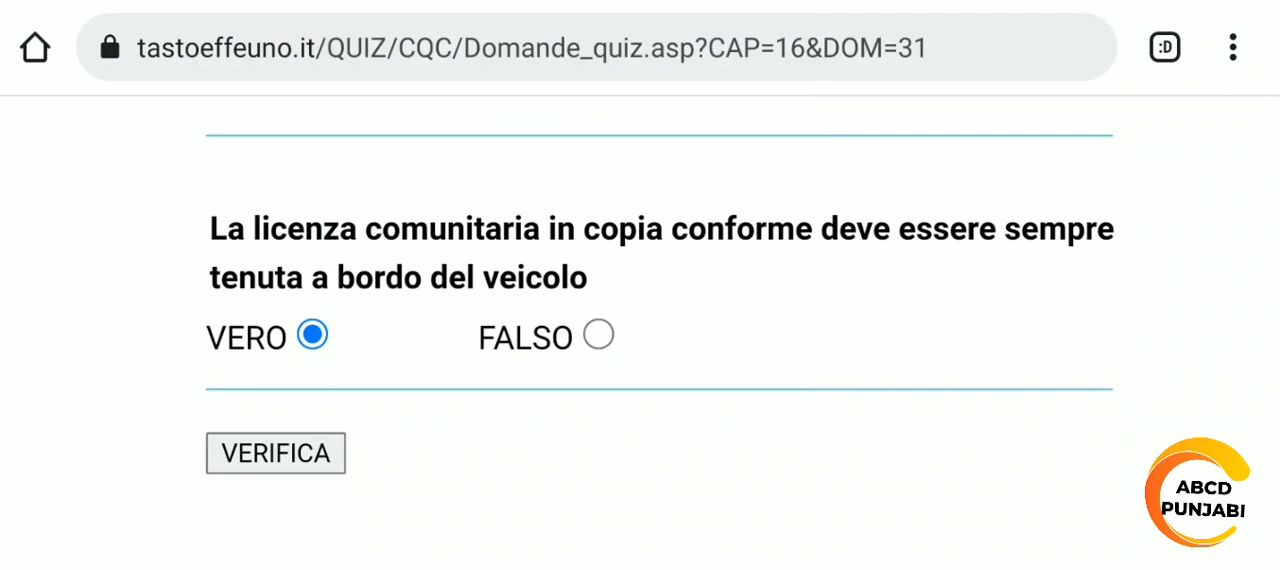 tastoeffeuno.it/QUIZ/CQC/Domande_quiz.asp?CAP=16&DOM=31
:D
La licenza comunitaria in copia conforme deve essere sempre
tenuta a bordo del veicolo
VERO FALSO
VERIFICA
ABCD
PUNJABI